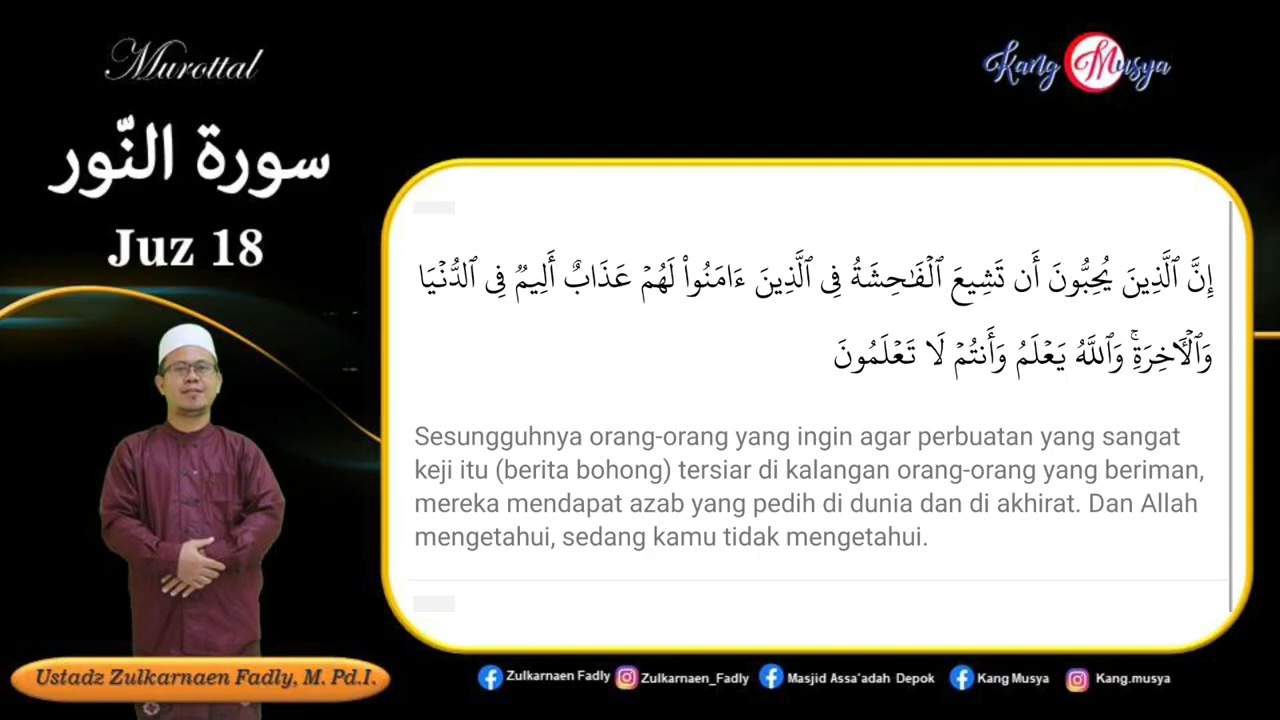 Murottal
Kang Musya
سورة النّور
Juz 18
إِنَّ ٱلَّذِينَ يُحِبُّونَ أَن تَشِيعَ ٱلْفَـٰحِشَةُ فِى ٱلَّذِينَ ءَامَنُوا۟ لَهُمْ عَذَابٌ أَلِيمٌ فِى ٱلدُّنْيَا
وَٱلْـَٔاخِرَةِ ۚ وَٱللَّهُ يَعْلَمُ وَأَنتُمْ لَا تَعْلَمُونَ
Sesungguhnya orang-orang yang ingin agar perbuatan yang sangat
keji itu (berita bohong) tersiar di kalangan orang-orang yang beriman,
mereka mendapat azab yang pedih di dunia dan di akhirat. Dan Allah
mengetahui, sedang kamu tidak mengetahui.
Ustadz Zulkarnaen Fadly, M. Pd.I.
Zulkarnaen Fadly Zulkarnaen_Fadly Masjid Assa'adah Depok Kang Musya Kang.musya